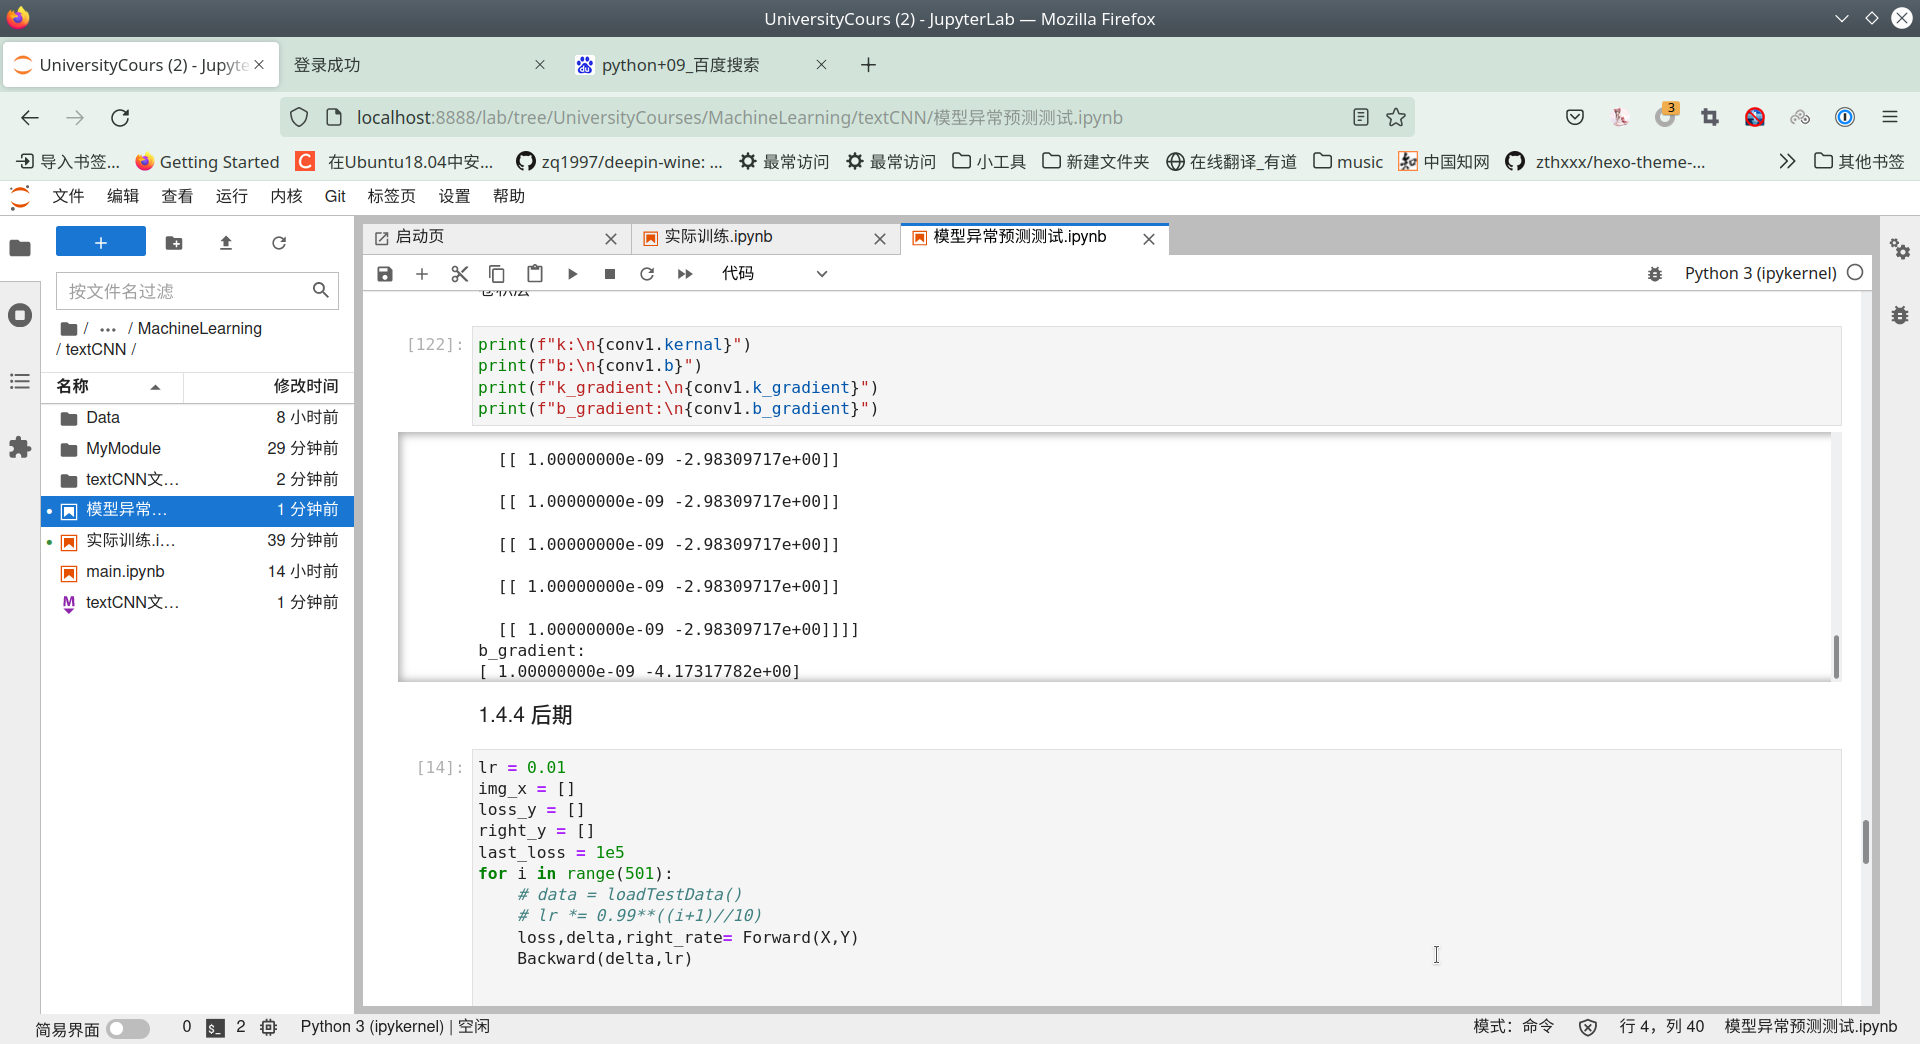 UniversityCours (2) - JupyterLab — Mozilla Firefox
UniversityCours (2) - Jupyte
登录成功
python+09_百度搜索
localhost:8888/lab/tree/UniversityCourses/MachineLearning/textCNN/模型异常预测测试.ipynb
3
导入书签...
Getting Started
在Ubuntu18.04中安...
zq1997/deepin-wine: ...
最常访问
最常访问
小工具
新建文件夹
在线翻译_有道
music
中国知网
zthxxx/hexo-theme-...
其他书签
文件 编辑 查看 运行 内核 Git 标签页 设置 帮助
启动页
实际训练.ipynb
模型异常预测测试.ipynb
代码
Python 3 (ipykernel)
按文件名过滤
/ ... / MachineLearning
/ textCNN /
名称 修改时间
Data 8 小时前
MyModule 29 分钟前
textCNN文... 2 分钟前
模型异常... 1 分钟前
实际训练.i... 39 分钟前
main.ipynb 14 小时前
textCNN文... 1 分钟前
[122]:
print(f"k:\n{conv1.kernal}")
print(f"b:\n{conv1.b}")
print(f"k_gradient:\n{conv1.k_gradient}")
print(f"b_gradient:\n{conv1.b_gradient}")
[[ 1.00000000e-09 -2.98309717e+00]]
[[ 1.00000000e-09 -2.98309717e+00]]
[[ 1.00000000e-09 -2.98309717e+00]]
[[ 1.00000000e-09 -2.98309717e+00]]
[[ 1.00000000e-09 -2.98309717e+00]]]]
b_gradient:
[ 1.00000000e-09 -4.17317782e+00]
1.4.4 后期
[14]:
lr = 0.01
img_x = []
loss_y = []
right_y = []
last_loss = 1e5
for i in range(501):
# data = loadTestData()
# lr *= 0.99**((i+1)//10)
loss,delta,right_rate= Forward(X,Y)
Backward(delta,lr)
简易界面
0
2
Python 3 (ipykernel) | 空闲
模式: 命令
行 4, 列 40
模型异常预测测试.ipynb